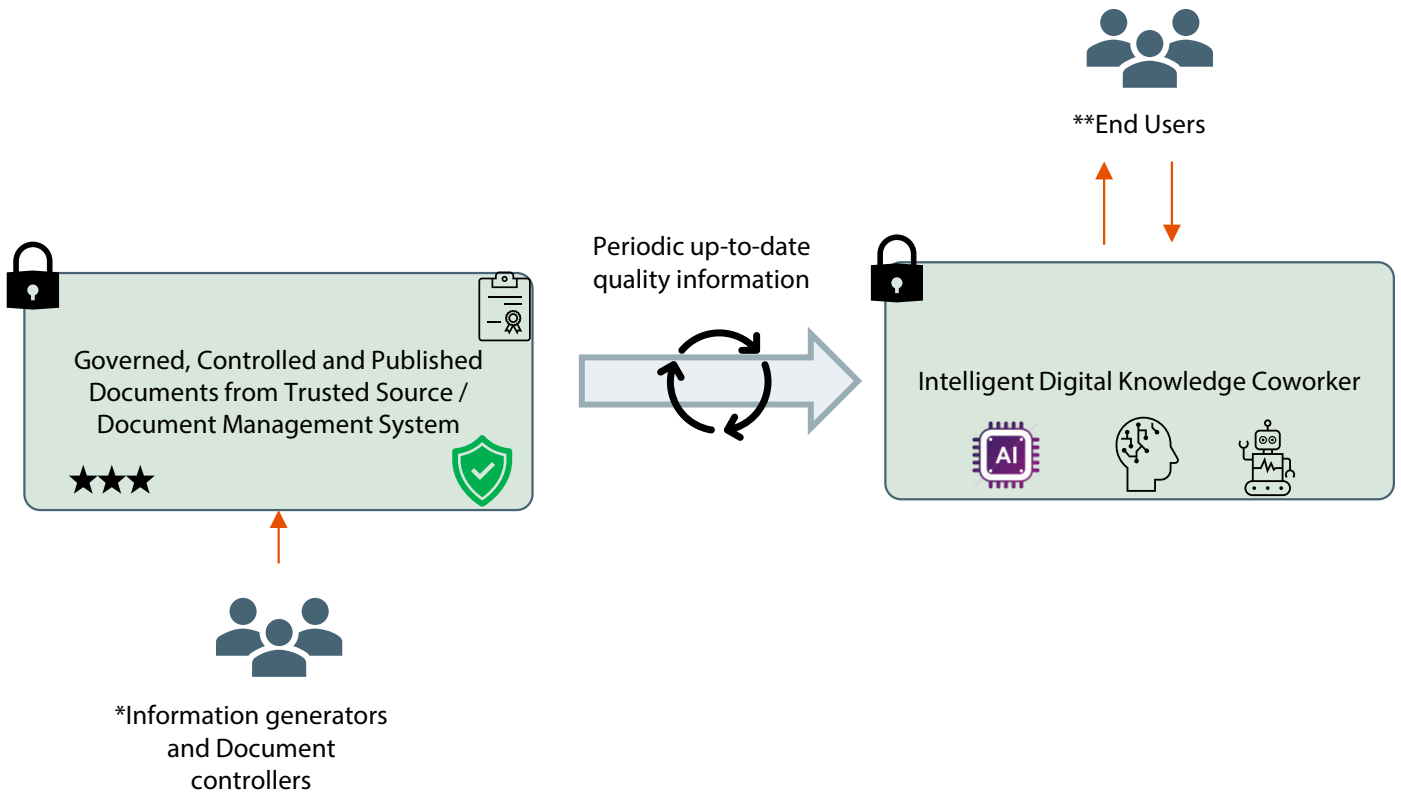 **End Users
Periodic up-to-date
quality information
Governed, Controlled and Published
Documents from Trusted Source /
Document Management System
Intelligent Digital Knowledge Coworker
AI
*Information generators
and Document
controllers